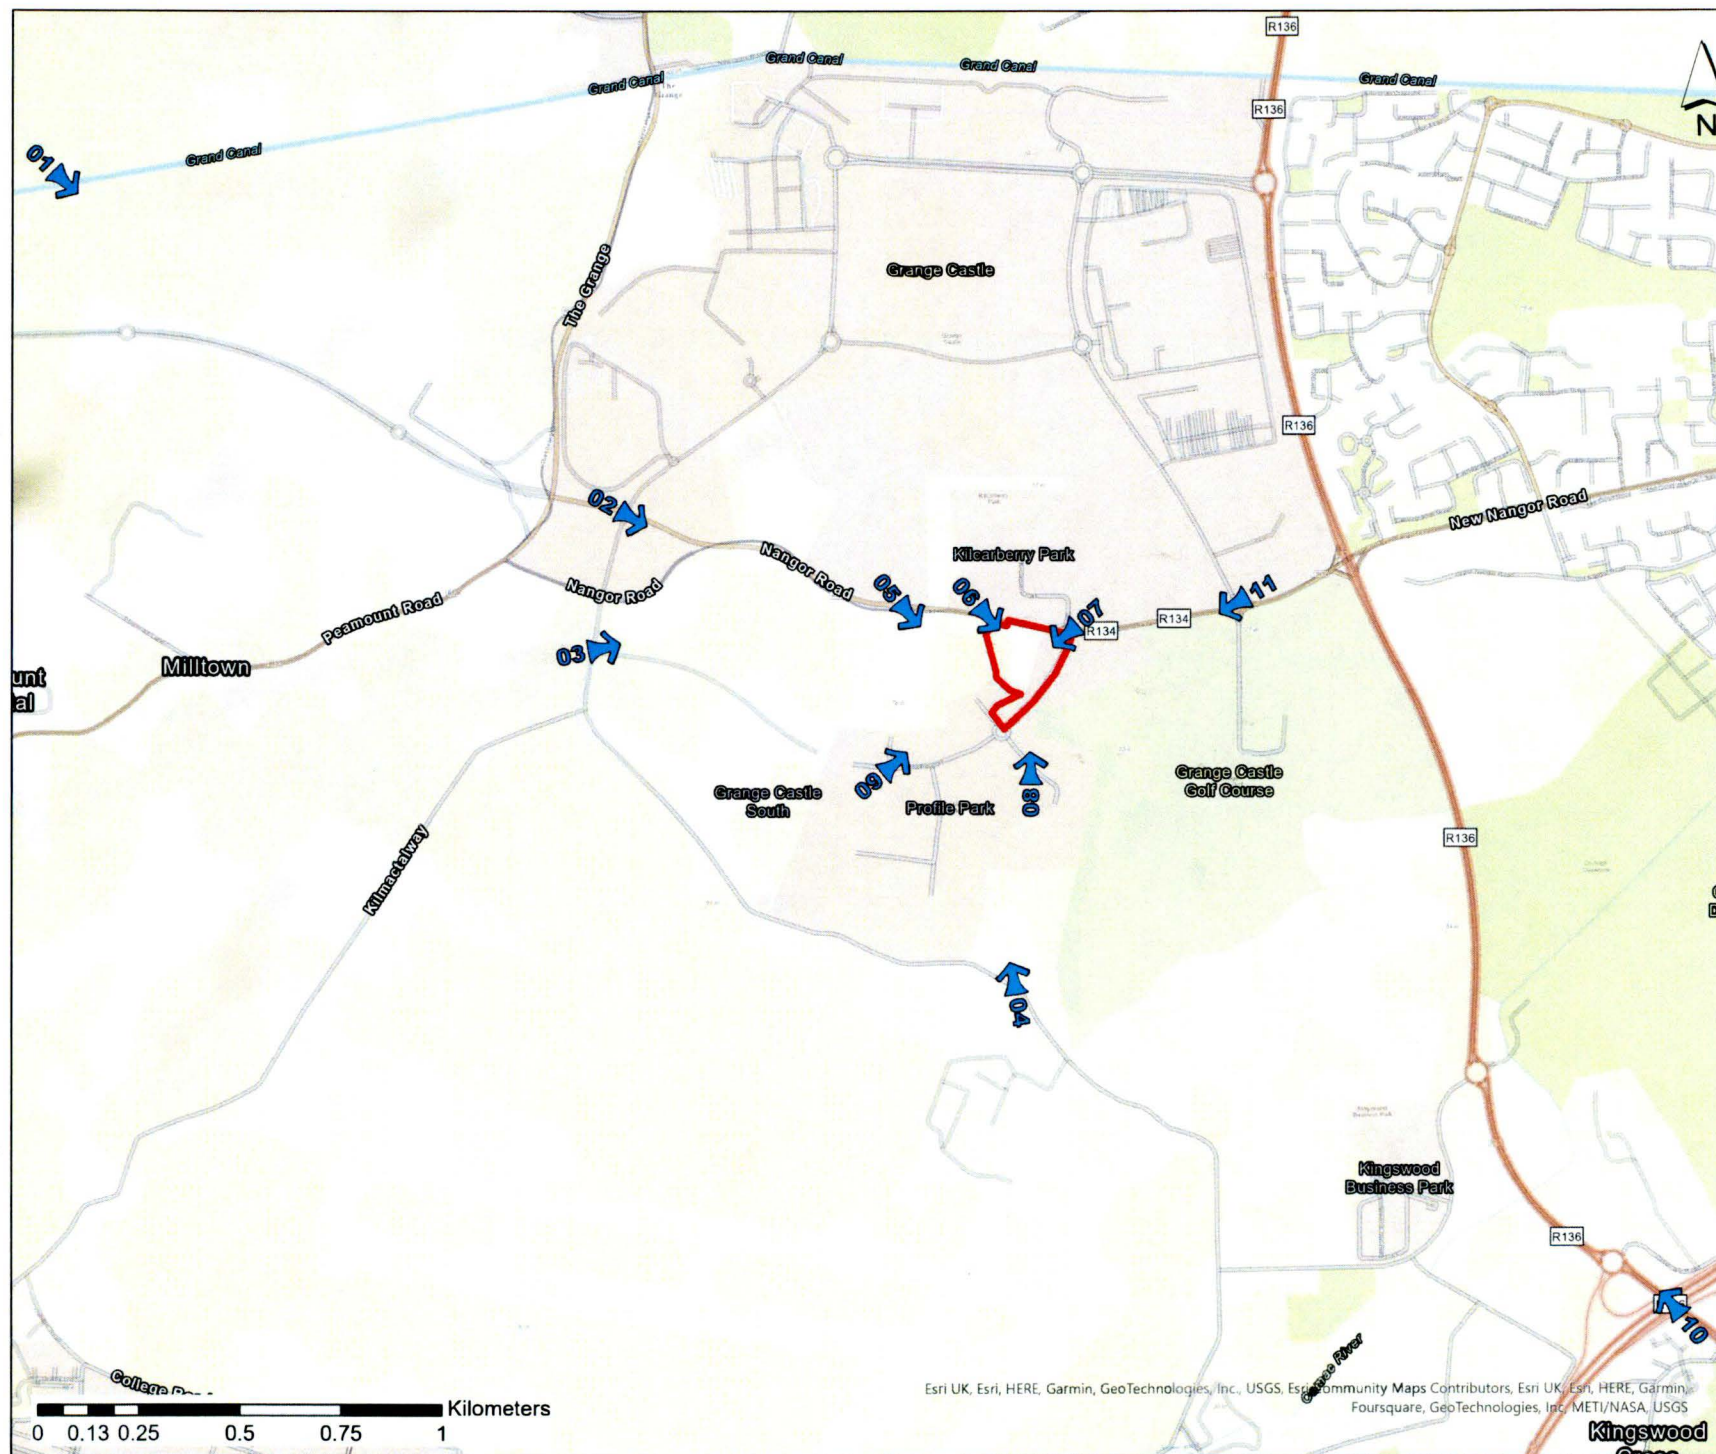 R136
Grand Canal
Grand Canal
Grand Canal
Grand Canal
Grand Canal
R136
N
01
The Grange
Grange Castle
R136
02
New Nangor Road
Nangor Road
Nangor Road
Kilcarberry Park
05
06
07
11
R134
R134
Peamount Road
03
Milltown
unt
al
09
08
Grange Castle
South
Profile Park
Grange Castle
Golf Course
R136
Kilmactalway
04
Kingswood
Business Park
R136
10
Camac River
College
Kilometers
0 0.13 0.25 0.5 0.75 1
Esri UK, Esri, HERE, Garmin, GeoTechnologies, Inc., USGS, Esri Community Maps Contributors, Esri UK, Esri, HERE, Garmin,
Foursquare, GeoTechnologies, Inc, METI/NASA, USGS
Kingswood